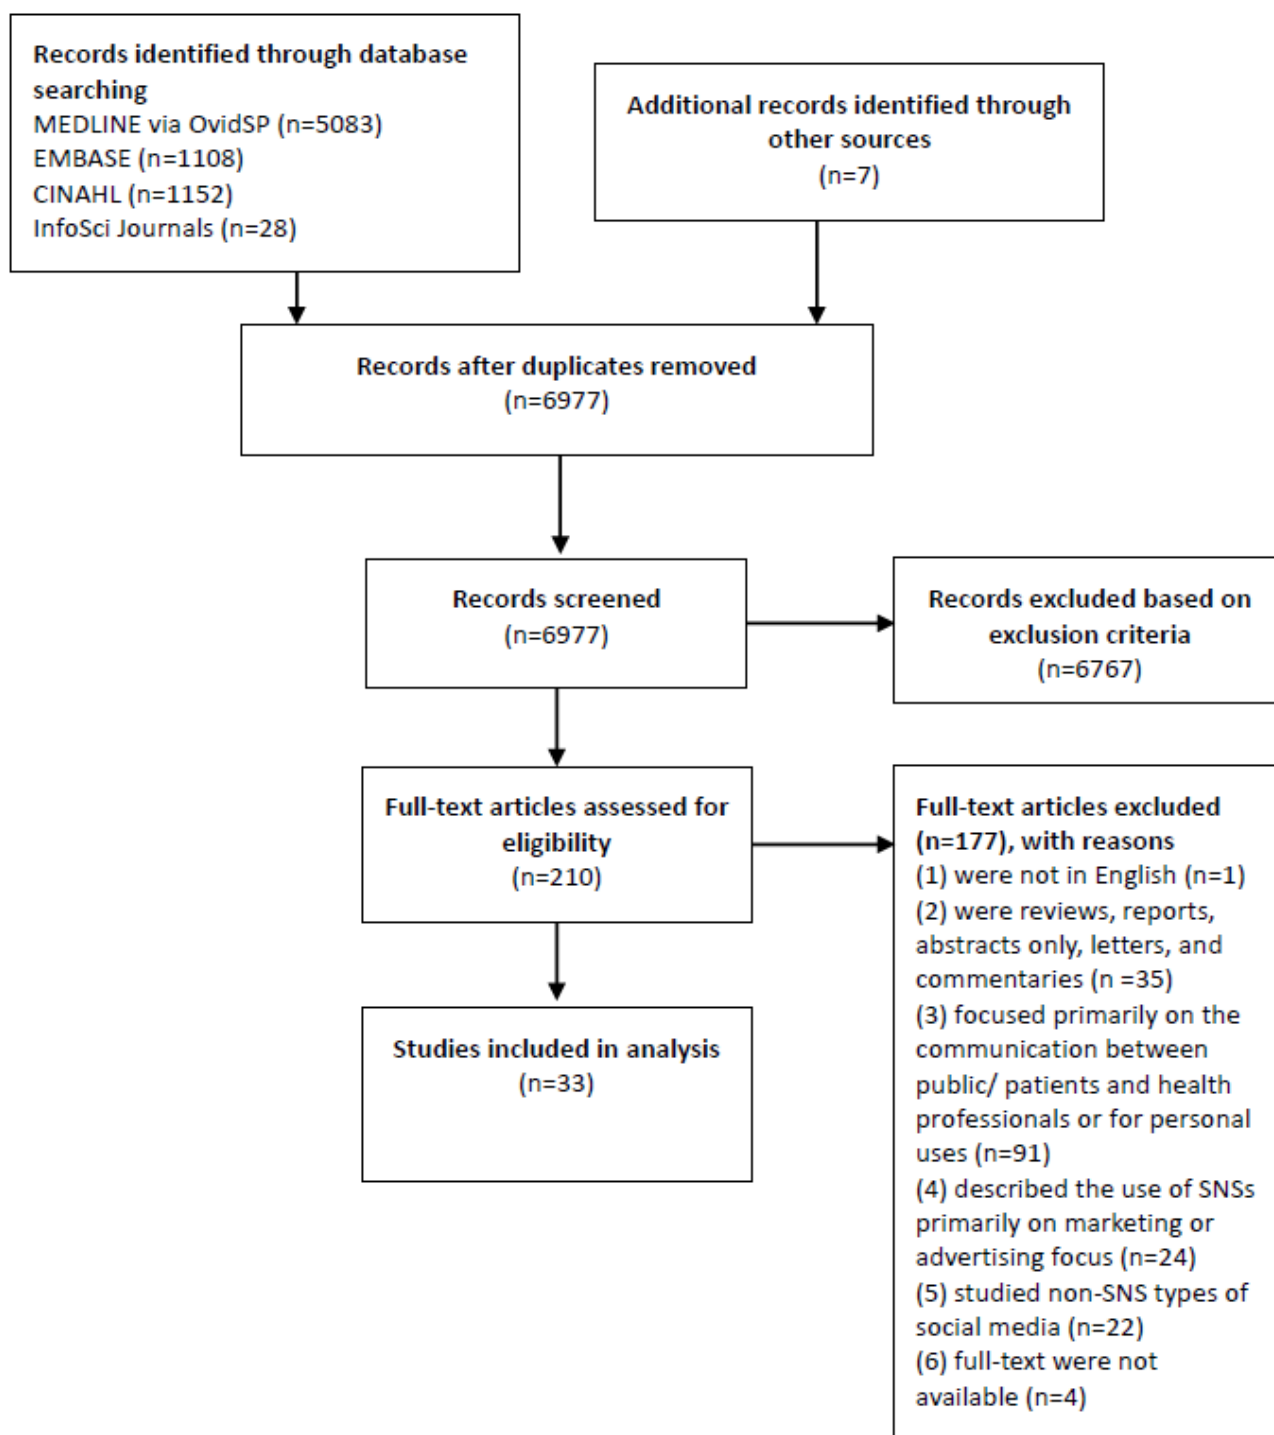 Records identified through database
searching
MEDLINE via OvidSP (n=5083)
EMBASE (n=1108)
CINAHL (n=1152)
InfoSci Journals (n=28)
Additional records identified through
other sources
(n=7)
Records after duplicates removed
(n=6977)
Records screened
(n=6977)
Records excluded based on
exclusion criteria
(n=6767)
Full-text articles assessed for
eligibility
(n=210)
Full-text articles excluded
(n=177), with reasons
(1) were not in English (n=1)
(2) were reviews, reports,
abstracts only, letters, and
commentaries (n =35)
(3) focused primarily on the
communication between
public/ patients and health
professionals or for personal
uses (n=91)
(4) described the use of SNSs
primarily on marketing or
advertising focus (n=24)
(5) studied non-SNS types of
social media (n=22)
(6) full-text were not
available (n=4)
Studies included in analysis
(n=33)